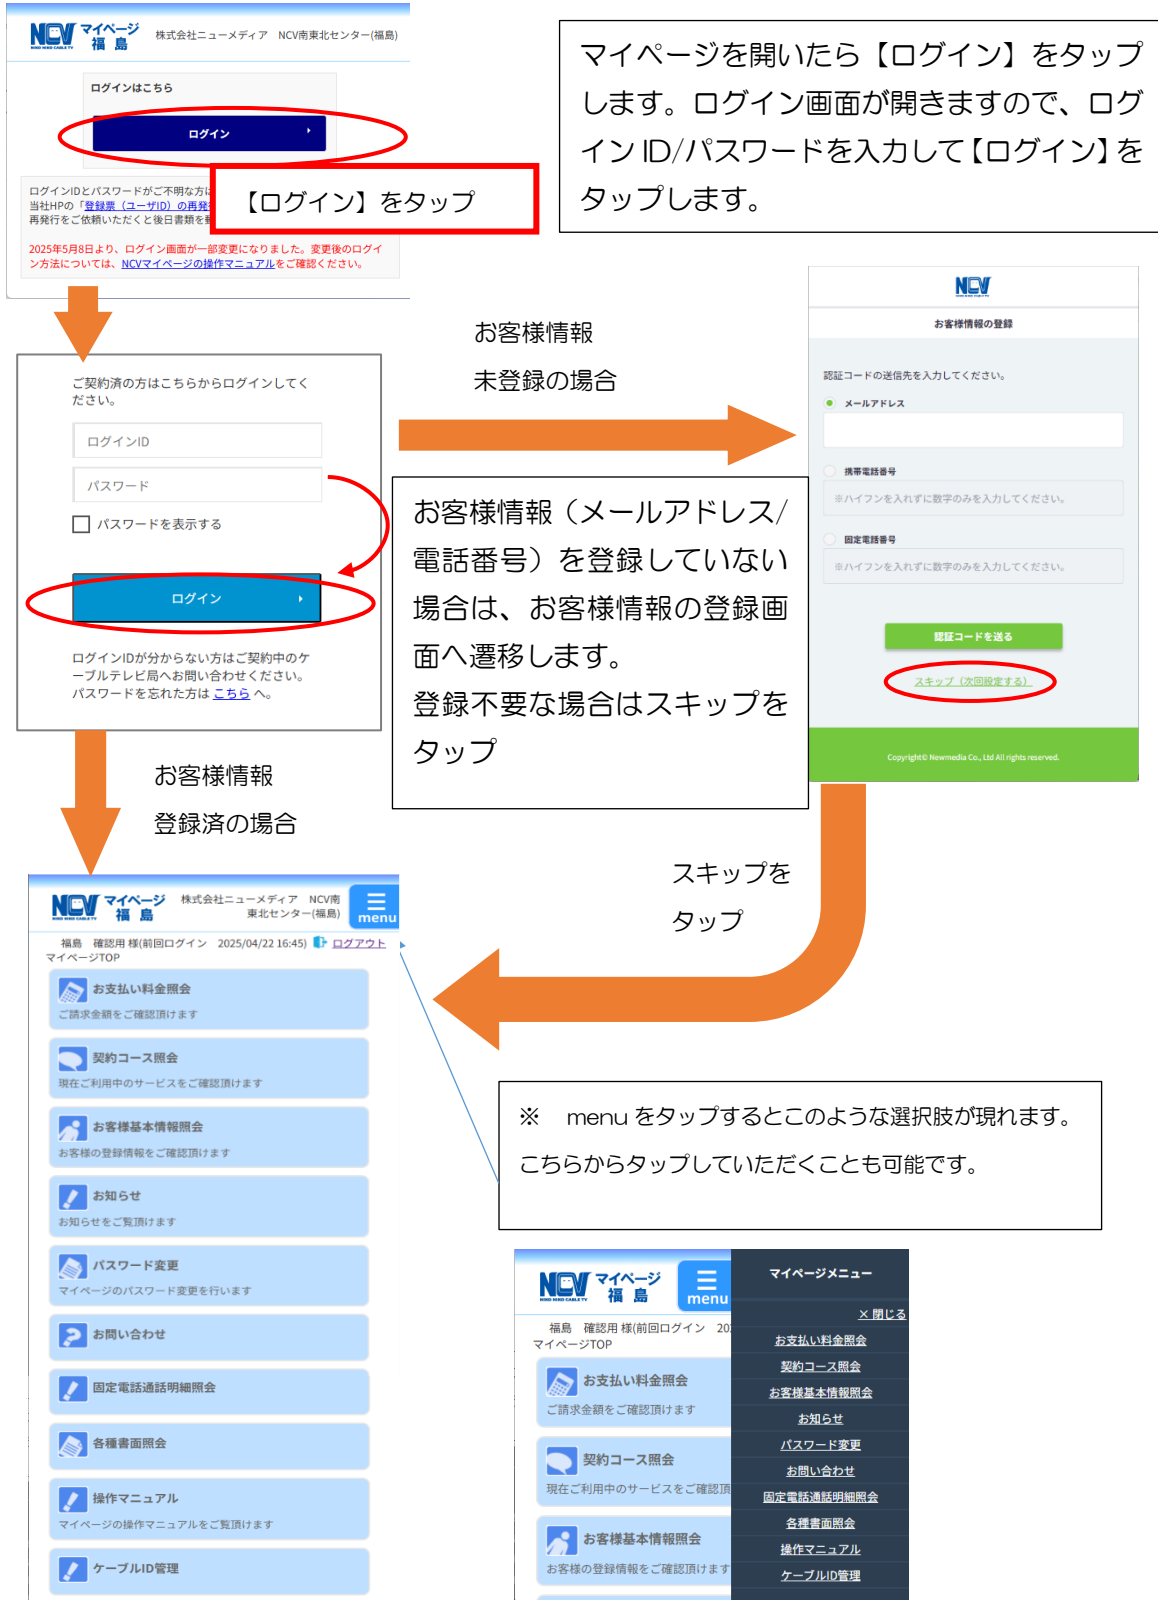 NCV マイページ 福島 株式会社ニューメディア NCV南東北センター(福島)
NIKO NIKO CABLE TV
ログインはこちら
ログイン
ログインIDとパスワードがご不明な方は
当社HPの「登録票（ユーザID）の再発
再発行をご依頼いただくと後日書類を
2025年5月8日より、ログイン画面が一部変更になりました。変更後のログイ
ン方法については、NCVマイページの操作マニュアルをご確認ください。
【ログイン】をタップ
マイページを開いたら【ログイン】をタップ
します。ログイン画面が開きますので、ログ
イン ID/パスワードを入力して【ログイン】を
タップします。
ご契約済の方はこちらからログインしてく
ださい。
ログインID
パスワード
パスワードを表示する
ログイン
ログインIDが分からない方はご契約中のケ
ーブルテレビ局へお問い合わせください。
パスワードを忘れた方は こちら へ。
お客様情報
未登録の場合
お客様情報（メールアドレス/
電話番号）を登録していない
場合は、お客様情報の登録画
面へ遷移します。
登録不要な場合はスキップを
タップ
NCV
お客様情報の登録
認証コードの送信先を入力してください。
メールアドレス
携帯電話番号
※ハイフンを入れずに数字のみを入力してください。
固定電話番号
※ハイフンを入れずに数字のみを入力してください。
認証コードを送る
スキップ（次回設定する）
Copyright© Newmedia Co., Ltd All rights reserved.
お客様情報
登録済の場合
スキップを
タップ
NCV マイページ 福島 株式会社ニューメディア NCV南
東北センター(福島)
NIKO NIKO CABLE TV
menu
福島 確認用 様(前回ログイン 2025/04/22 16:45) ログアウト
マイページTOP
お支払い料金照会
ご請求金額をご確認頂けます
契約コース照会
現在ご利用中のサービスをご確認頂けます
お客様基本情報照会
お客様の登録情報をご確認頂けます
お知らせ
お知らせをご覧頂けます
パスワード変更
マイページのパスワード変更を行います
お問い合わせ
固定電話通話明細照会
各種書面照会
操作マニュアル
マイページの操作マニュアルをご覧頂けます
ケーブルID管理
※ menu をタップするとこのような選択肢が現れます。
こちらからタップしていただくことも可能です。
NCV マイページ 福島
NIKO NIKO CABLE TV
menu
福島 確認用 様(前回ログイン 20
マイページTOP
お支払い料金照会
ご請求金額をご確認頂けます
契約コース照会
現在ご利用中のサービスをご確認頂
お客様基本情報照会
お客様の登録情報をご確認頂けます
マイページメニュー
× 閉じる
お支払い料金照会
契約コース照会
お客様基本情報照会
お知らせ
パスワード変更
お問い合わせ
固定電話通話明細照会
各種書面照会
操作マニュアル
ケーブルID管理